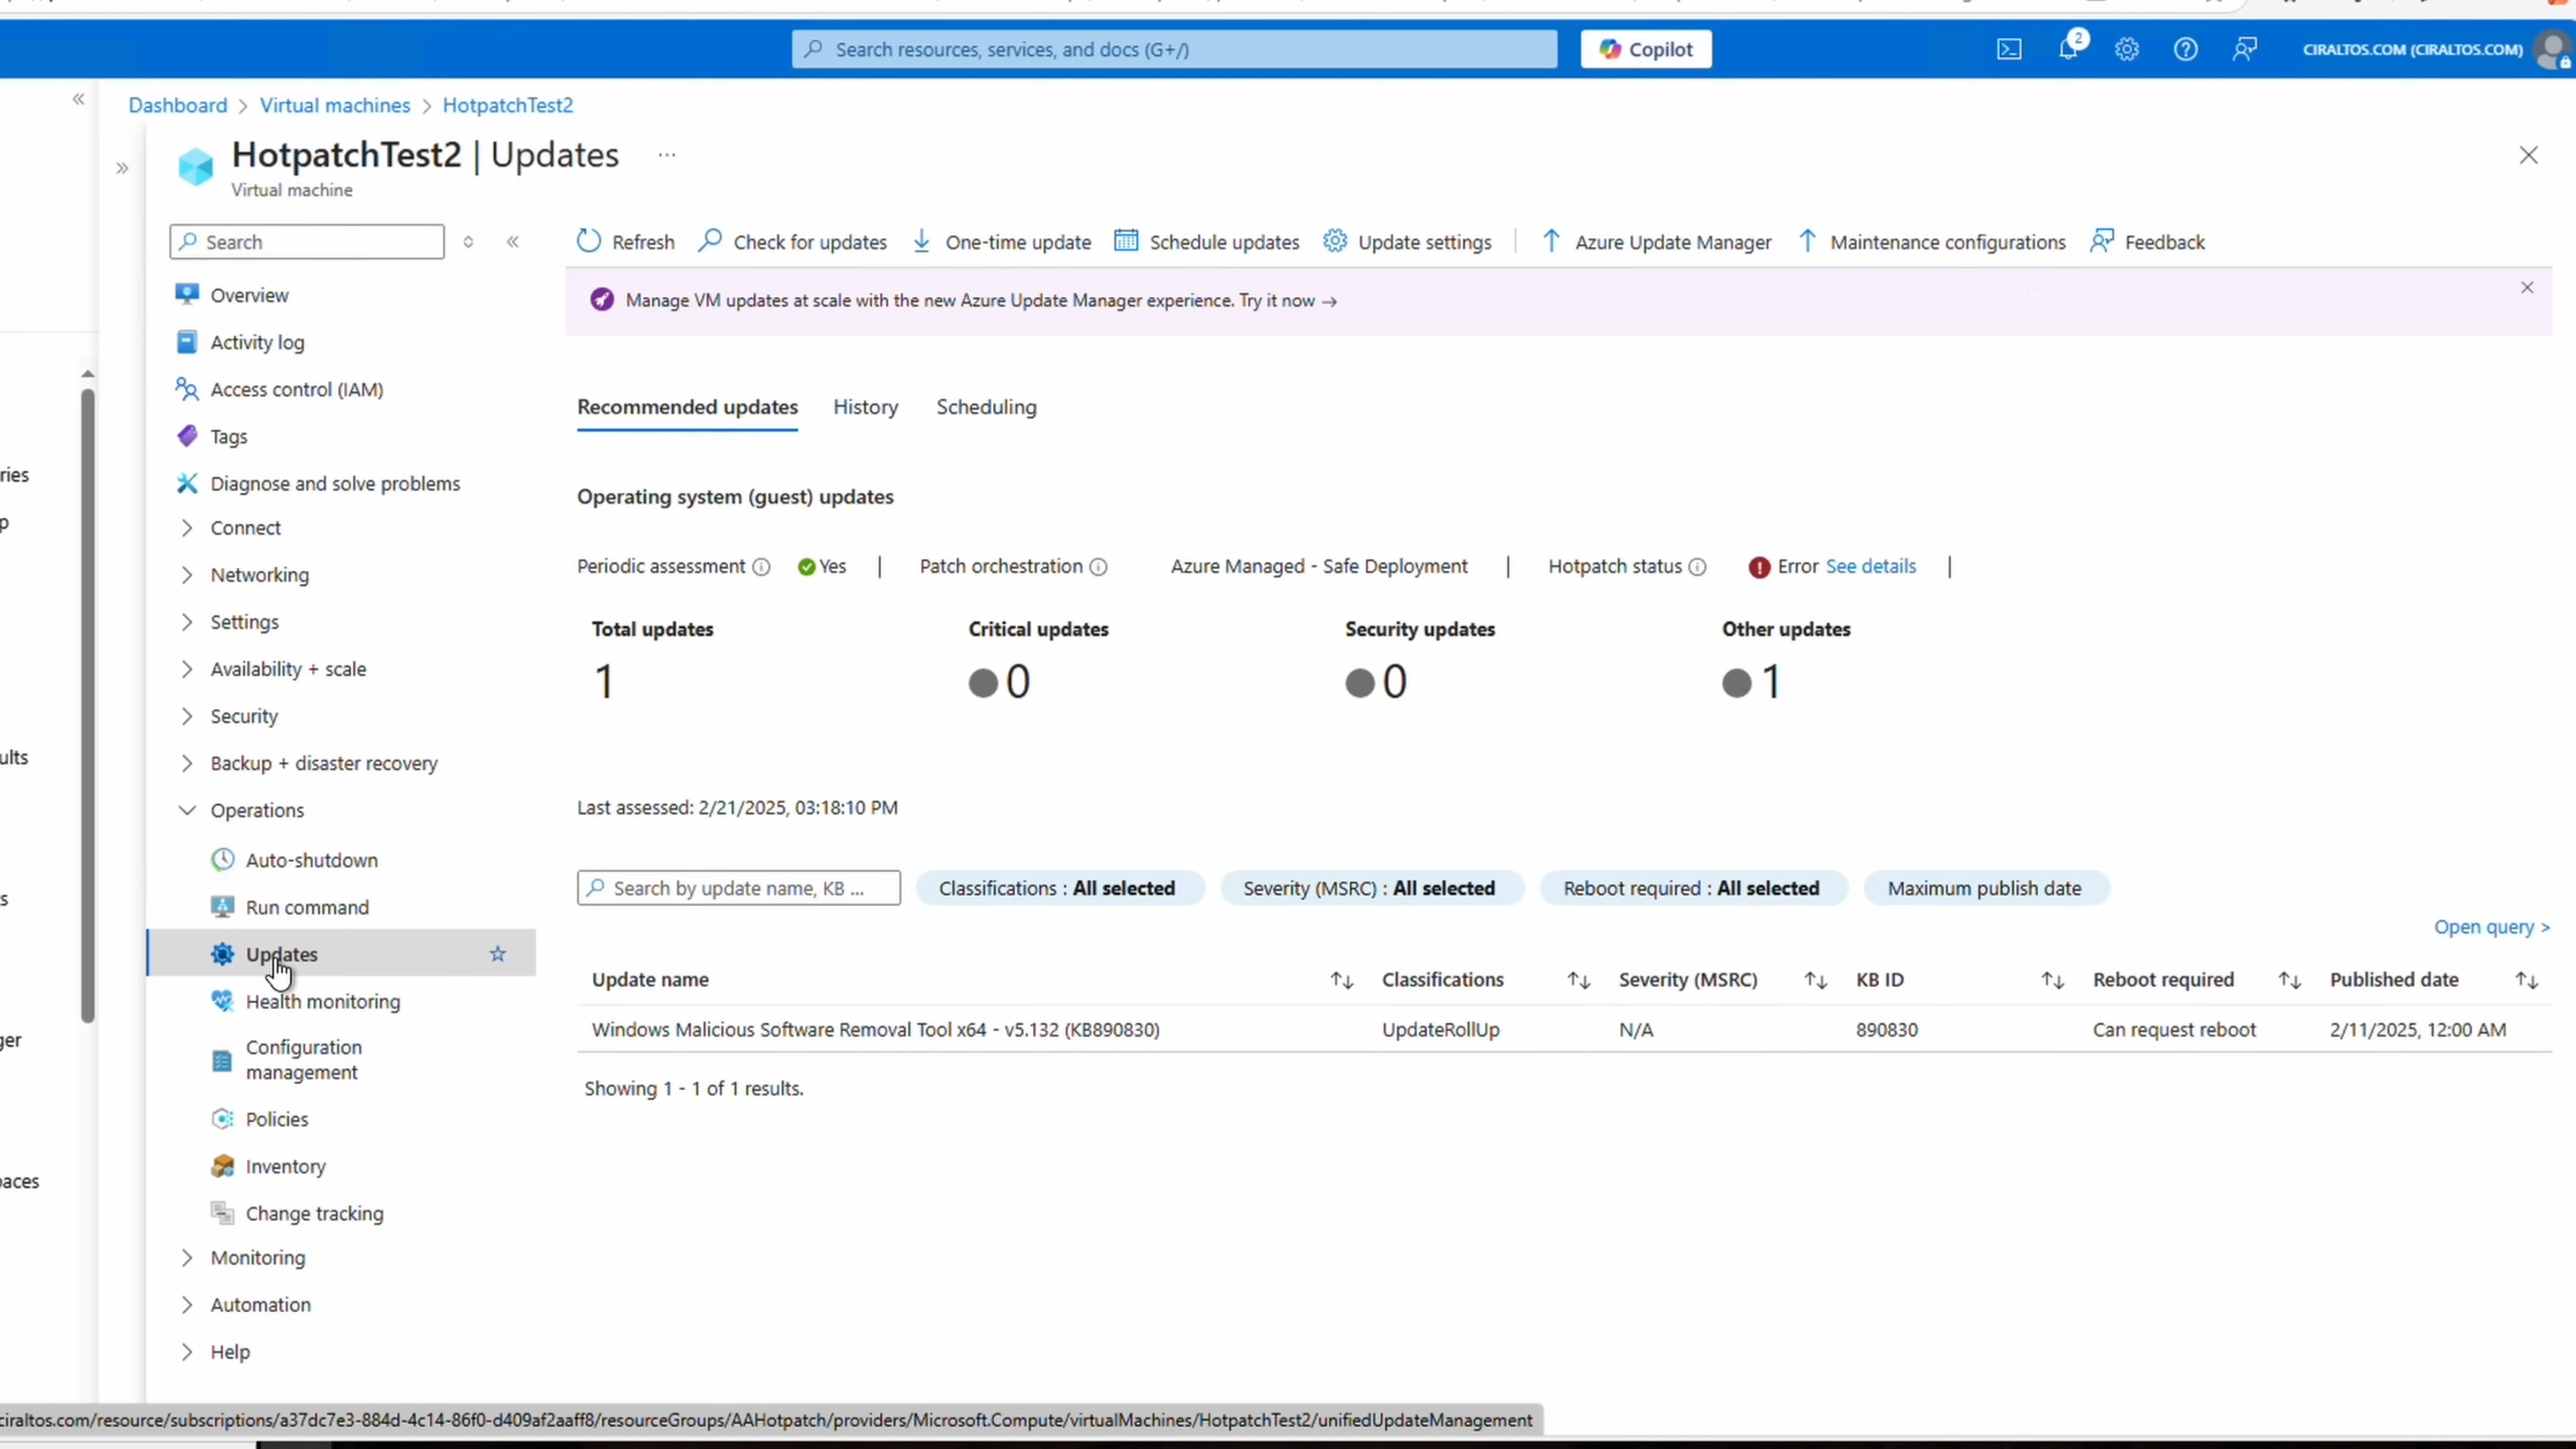 Search resources, services, and docs (G+/)
Copilot
2
CIRALTOS.COM (CIRALTOS.COM)
Dashboard > Virtual machines > HotpatchTest2
HotpatchTest2 | Updates ...
Virtual machine
Search
Refresh Check for updates One-time update Schedule updates Update settings Azure Update Manager Maintenance configurations Feedback
Manage VM updates at scale with the new Azure Update Manager experience. Try it now →
Overview
Activity log
Access control (IAM)
Tags
Diagnose and solve problems
Connect
Networking
Settings
Availability + scale
Security
Backup + disaster recovery
Operations
Auto-shutdown
Run command
Updates
Health monitoring
Configuration
management
Policies
Inventory
Change tracking
Monitoring
Automation
Help
ries
p
ults
s
ger
paces
Recommended updates History Scheduling
Operating system (guest) updates
Periodic assessment Yes | Patch orchestration Azure Managed - Safe Deployment | Hotpatch status Error See details |
Total updates Critical updates Security updates Other updates
1 0 0 1
Last assessed: 2/21/2025, 03:18:10 PM
Search by update name, KB ... Classifications : All selected Severity (MSRC) : All selected Reboot required : All selected Maximum publish date
Open query >
Update name Classifications Severity (MSRC) KB ID Reboot required Published date
Windows Malicious Software Removal Tool x64 - v5.132 (KB890830) UpdateRollUp N/A 890830 Can request reboot 2/11/2025, 12:00 AM
Showing 1 - 1 of 1 results.
ciraltos.com/resource/subscriptions/a37dc7e3-884d-4c14-86f0-d409af2aaff8/resourceGroups/AAHotpatch/providers/Microsoft.Compute/virtualMachines/HotpatchTest2/unifiedUpdateManagement